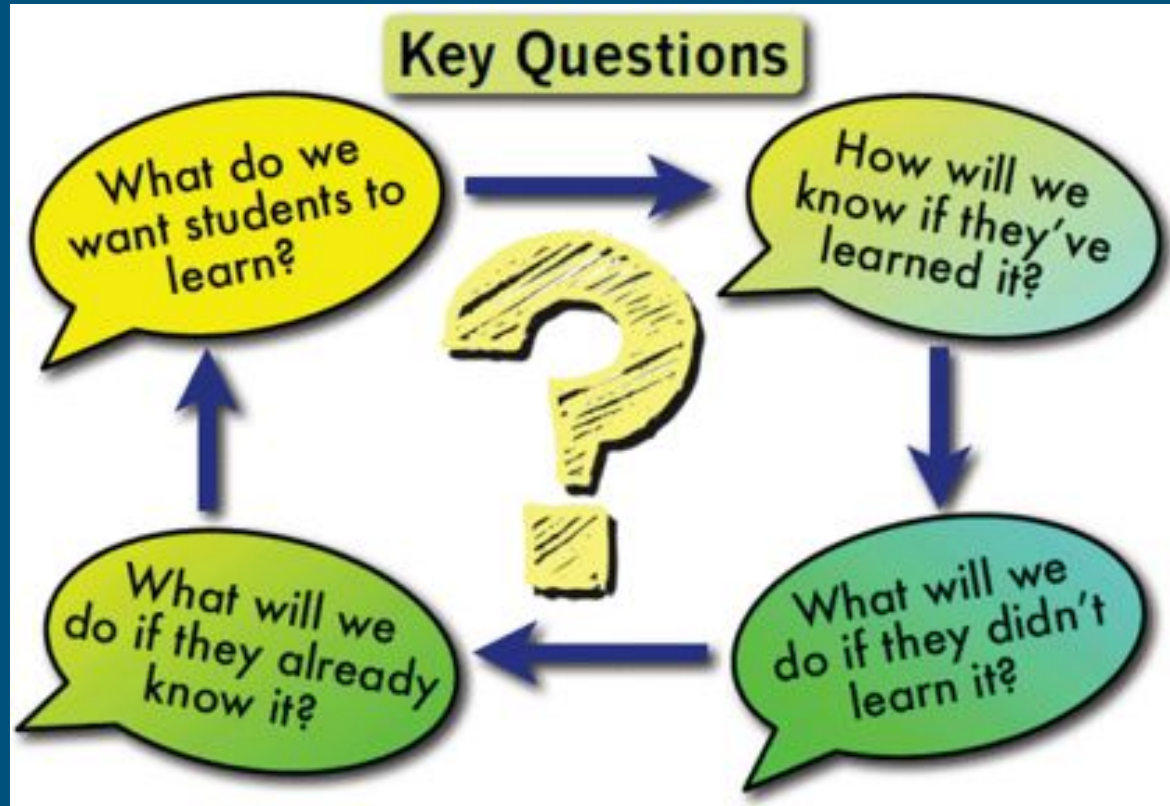 Key Questions
What do we
want students to
learn?
How will we
know if they've
learned it?
What will we
do if they didn't
learn it?
What will we
do if they already
know it?
?